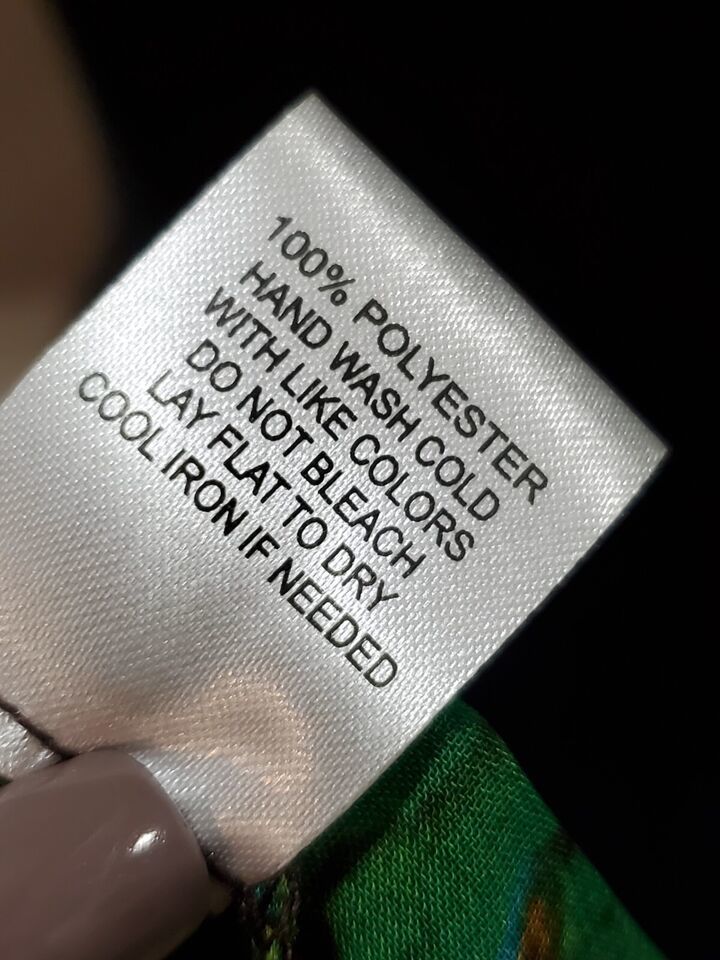 100% POLYESTER
HAND WASH COLD
WITH LIKE COLORS
DO NOT BLEACH
LAY FLAT TO DRY
COOL IRON IF NEEDED